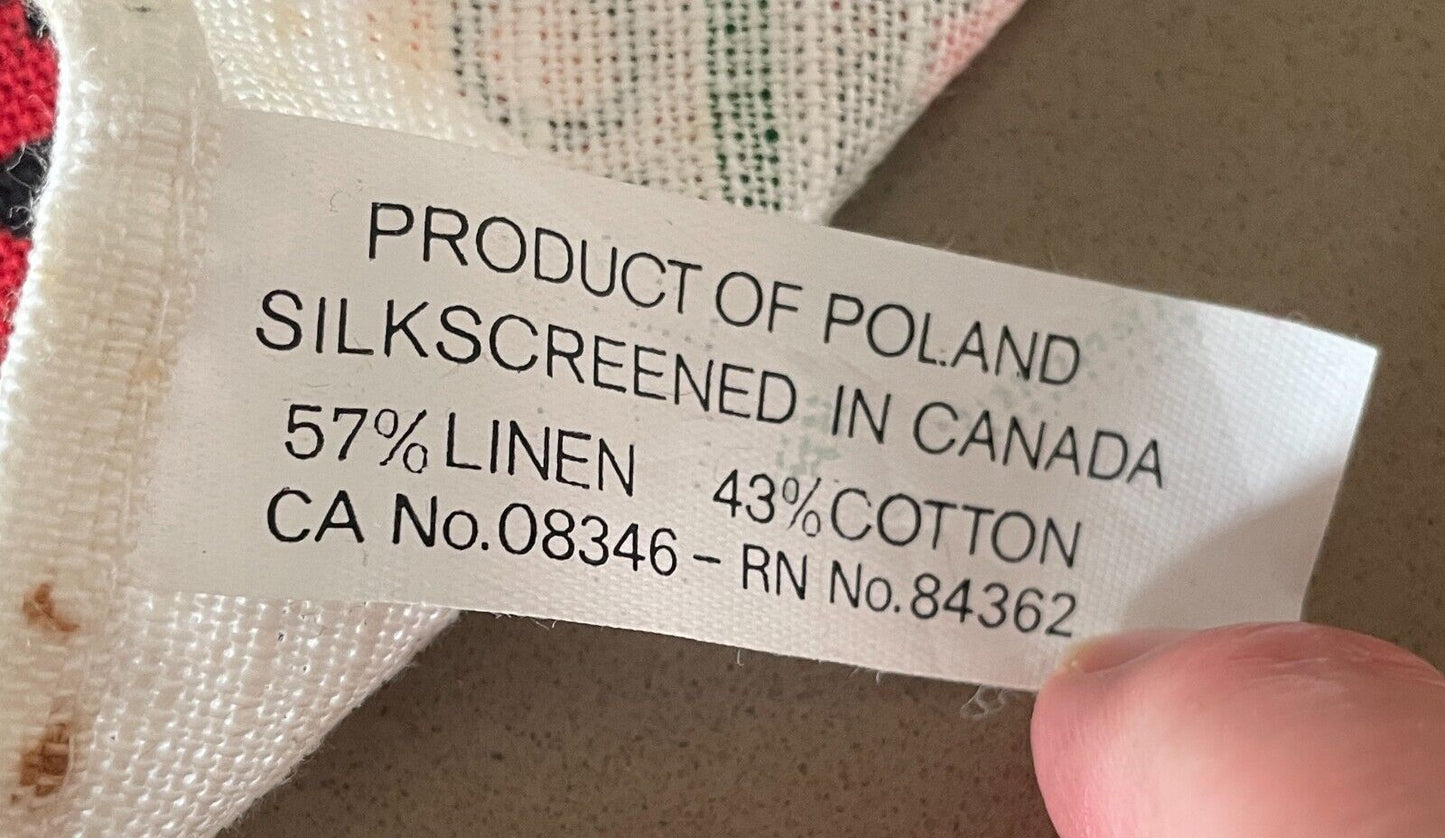 PRODUCT OF POLAND
SILKSCREENED IN CANADA
57% LINEN 43% COTTON
CA No. 08346 – RN No. 84362